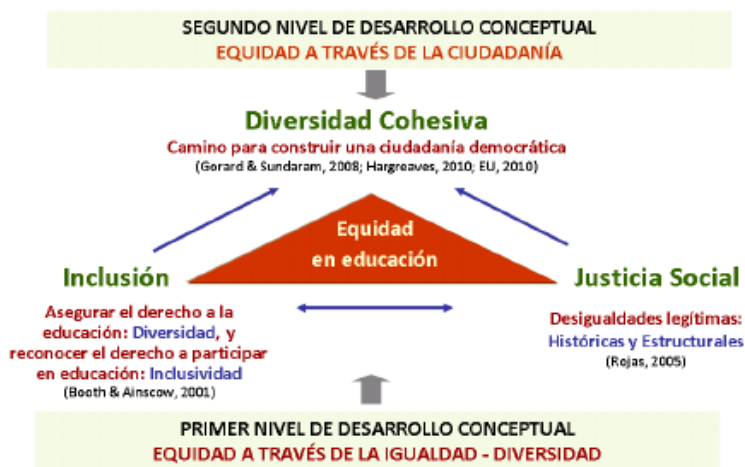 SEGUNDO NIVEL DE DESARROLLO CONCEPTUAL
EQUIDAD A TRAVÉS DE LA CIUDADANÍA
Diversidad Cohesiva
Camino para construir una ciudadanía democrática
(Gorard & Sundaram, 2008; Hargreaves, 2010; EU, 2010)
Equidad
en educación
Inclusión
Asegurar el derecho a la
educación: Diversidad, y
reconocer el derecho a participar
en educación: Inclusividad
(Booth & Ainscow, 2001)
Justicia Social
Desigualdades legítimas:
Históricas y Estructurales
(Rojas, 2005)
PRIMER NIVEL DE DESARROLLO CONCEPTUAL
EQUIDAD A TRAVÉS DE LA IGUALDAD - DIVERSIDAD